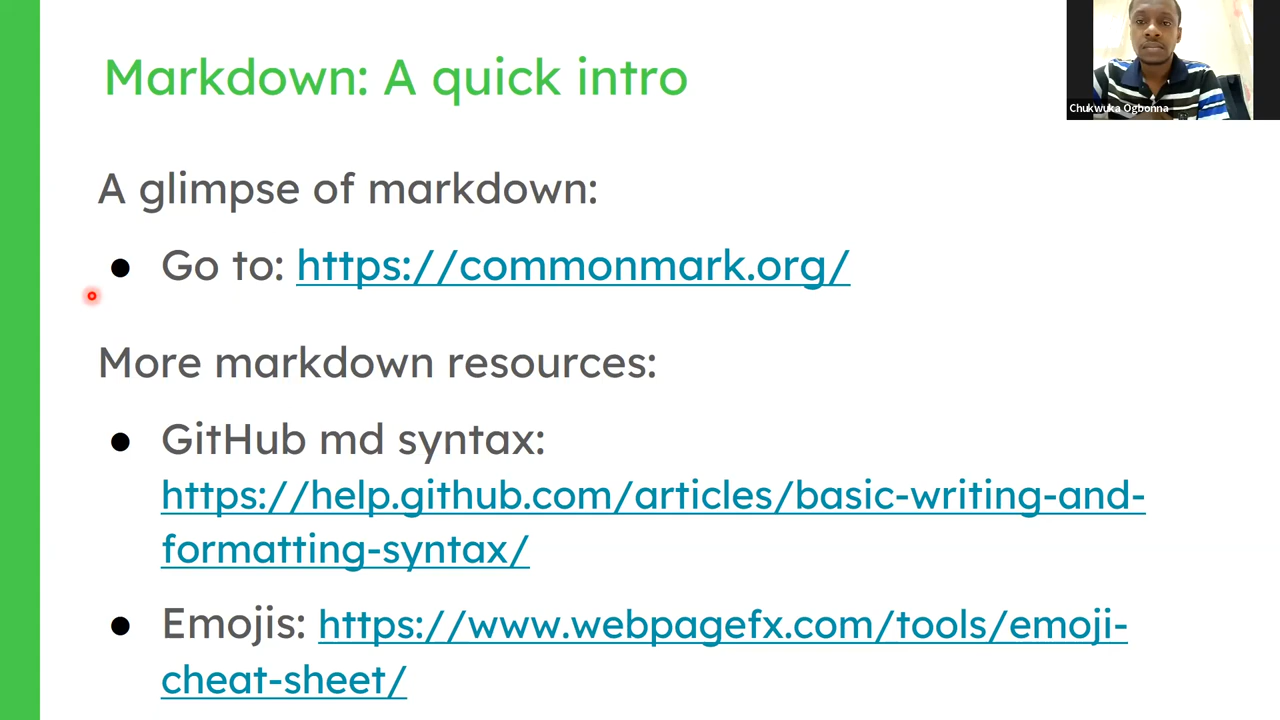 Markdown: A quick intro
Chukwuka Ogbonna
A glimpse of markdown:
● Go to: https://commonmark.org/
More markdown resources:
● GitHub md syntax:
https://help.github.com/articles/basic-writing-and-
formatting-syntax/
● Emojis: https://www.webpagefx.com/tools/emoji-
cheat-sheet/